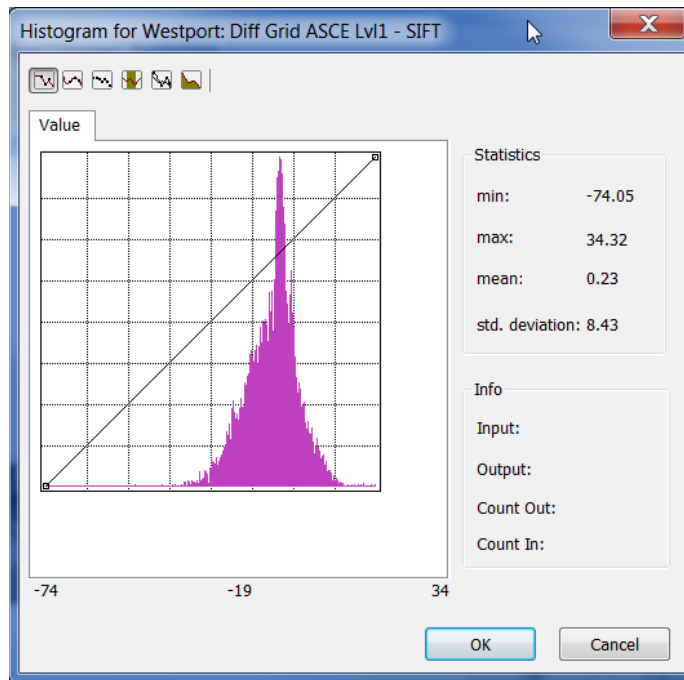 Histogram for Westport: Diff Grid ASCE Lvl1 - SIFT
Value
Statistics
min: -74.05
max: 34.32
mean: 0.23
std. deviation: 8.43
Info
Input:
Output:
Count Out:
Count In:
-74 -19 34
OK Cancel